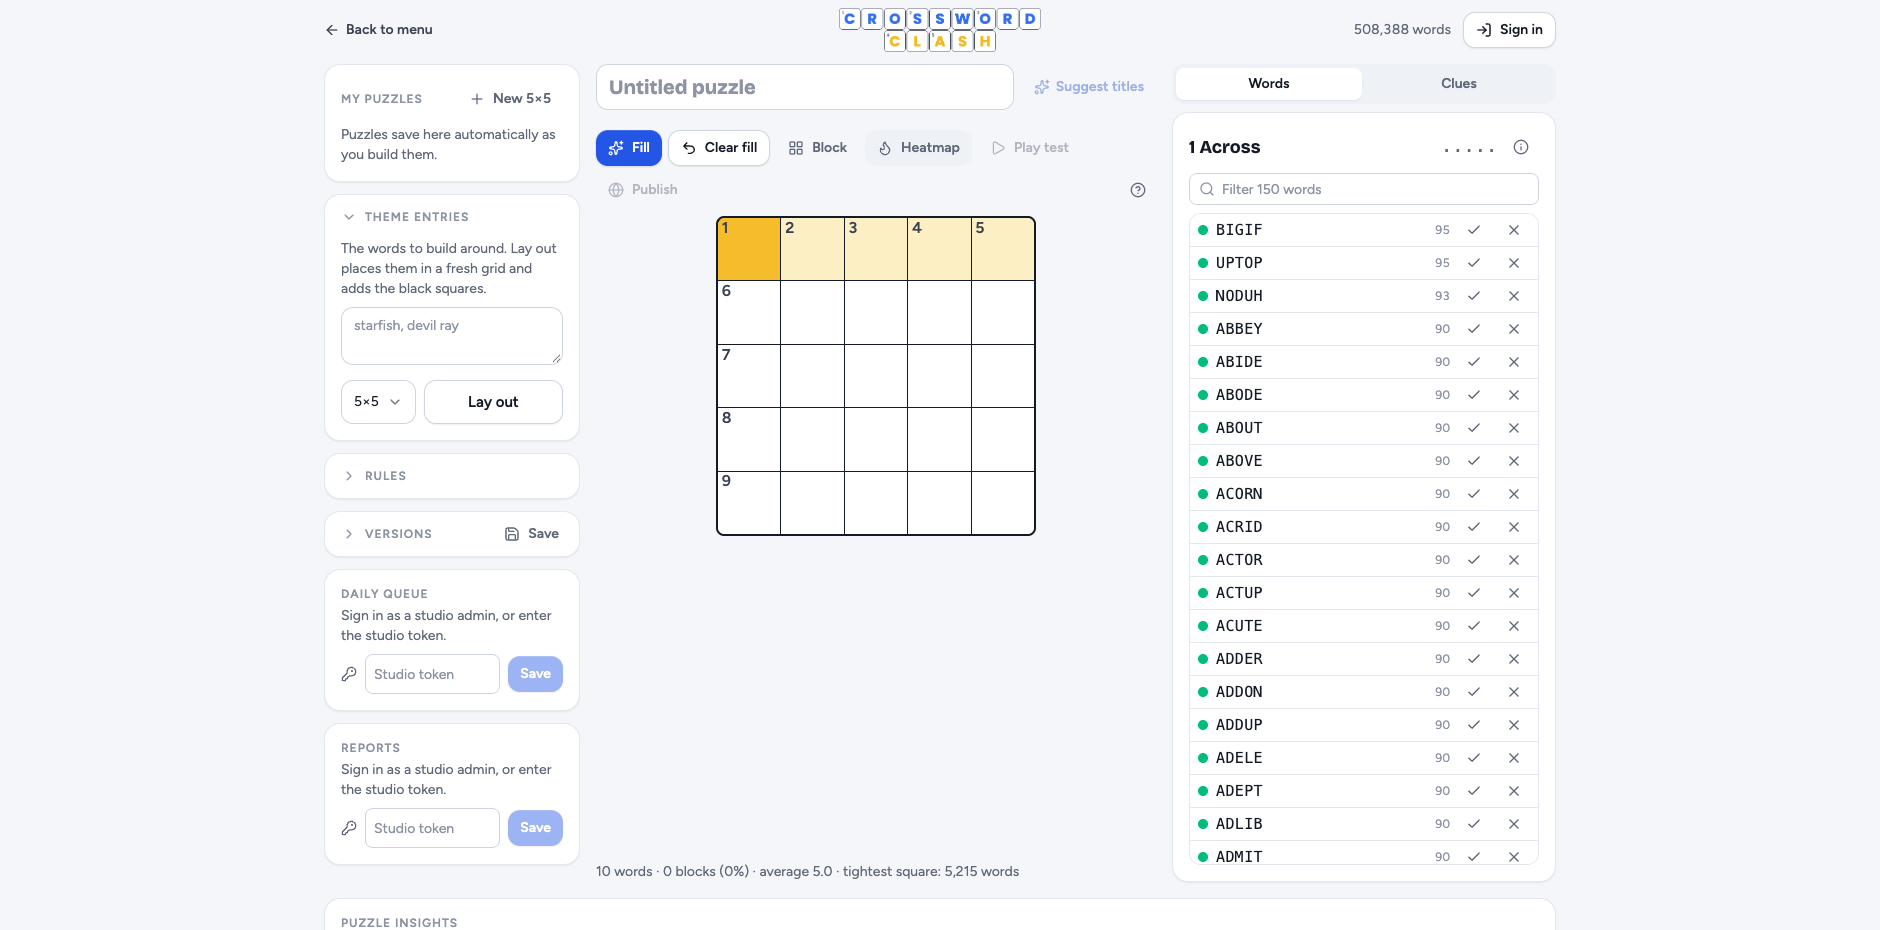 Back to menu
CROSSWORD
CLASH
508,388 words
Sign in
MY PUZZLES
New 5×5
Puzzles save here automatically as
you build them.
THEME ENTRIES
The words to build around. Lay out
places them in a fresh grid and
adds the black squares.
starfish, devil ray
5×5
Lay out
RULES
VERSIONS
Save
DAILY QUEUE
Sign in as a studio admin, or enter
the studio token.
Studio token
Save
REPORTS
Sign in as a studio admin, or enter
the studio token.
Studio token
Save
Untitled puzzle
Suggest titles
Fill
Clear fill
Block
Heatmap
Play test
Publish
1 2 3 4 5
6
7
8
9
10 words · 0 blocks (0%) · average 5.0 · tightest square: 5,215 words
Words
Clues
1 Across
. . . . .
Filter 150 words
BIGIF 95
UPTOP 95
NODUH 93
ABBEY 90
ABIDE 90
ABODE 90
ABOUT 90
ABOVE 90
ACORN 90
ACRID 90
ACTOR 90
ACTUP 90
ACUTE 90
ADDER 90
ADDON 90
ADDUP 90
ADELE 90
ADEPT 90
ADLIB 90
ADMIT 90
PUZZLE INSIGHTS